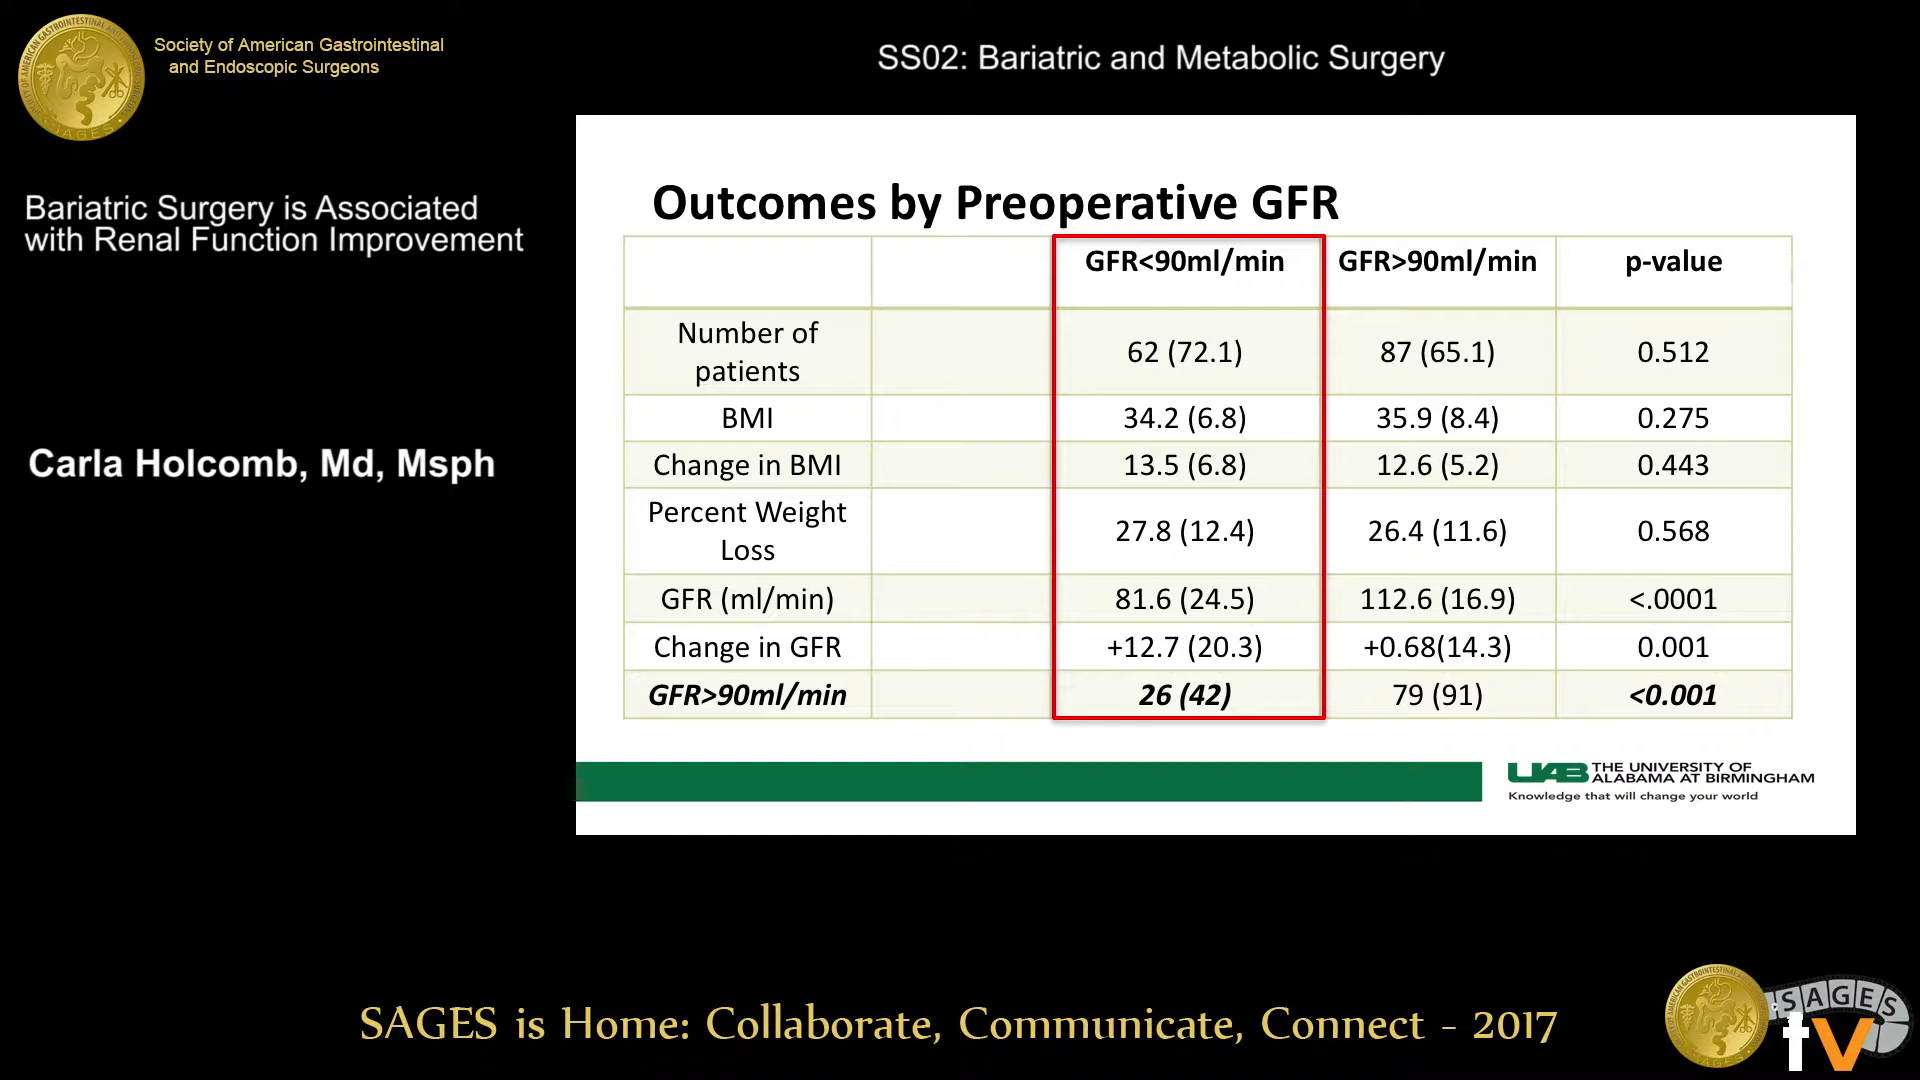 Society of American Gastrointestinal
and Endoscopic Surgeons
SS02: Bariatric and Metabolic Surgery
Bariatric Surgery is Associated
with Renal Function Improvement
Carla Holcomb, Md, Msph
Outcomes by Preoperative GFR
GFR<90ml/min GFR>90ml/min p-value
Number of
patients 62 (72.1) 87 (65.1) 0.512
BMI 34.2 (6.8) 35.9 (8.4) 0.275
Change in BMI 13.5 (6.8) 12.6 (5.2) 0.443
Percent Weight
Loss 27.8 (12.4) 26.4 (11.6) 0.568
GFR (ml/min) 81.6 (24.5) 112.6 (16.9) <.0001
Change in GFR +12.7 (20.3) +0.68(14.3) 0.001
GFR>90ml/min 26 (42) 79 (91) <0.001
UAB THE UNIVERSITY OF
ALABAMA AT BIRMINGHAM
Knowledge that will change your world
SAGES is Home: Collaborate, Communicate, Connect - 2017
SAGES
tv